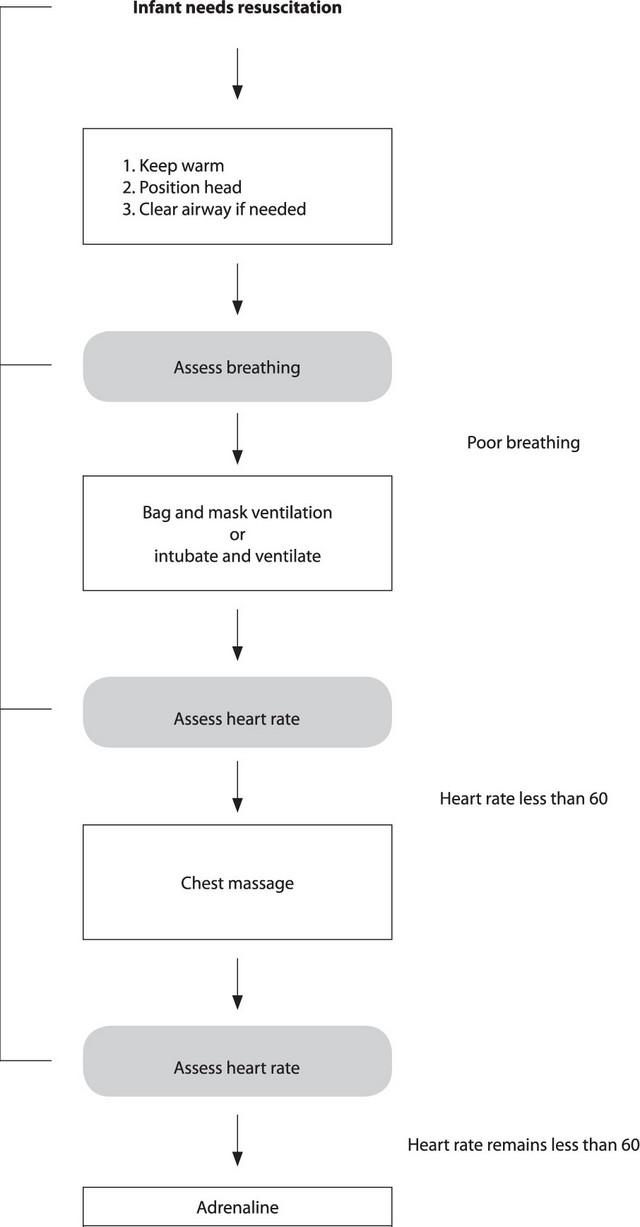 Infant needs resuscitation
1. Keep warm
2. Position head
3. Clear airway if needed
Assess breathing
Poor breathing
Bag and mask ventilation
or
intubate and ventilate
Assess heart rate
Heart rate less than 60
Chest massage
Assess heart rate
Heart rate remains less than 60
Adrenaline